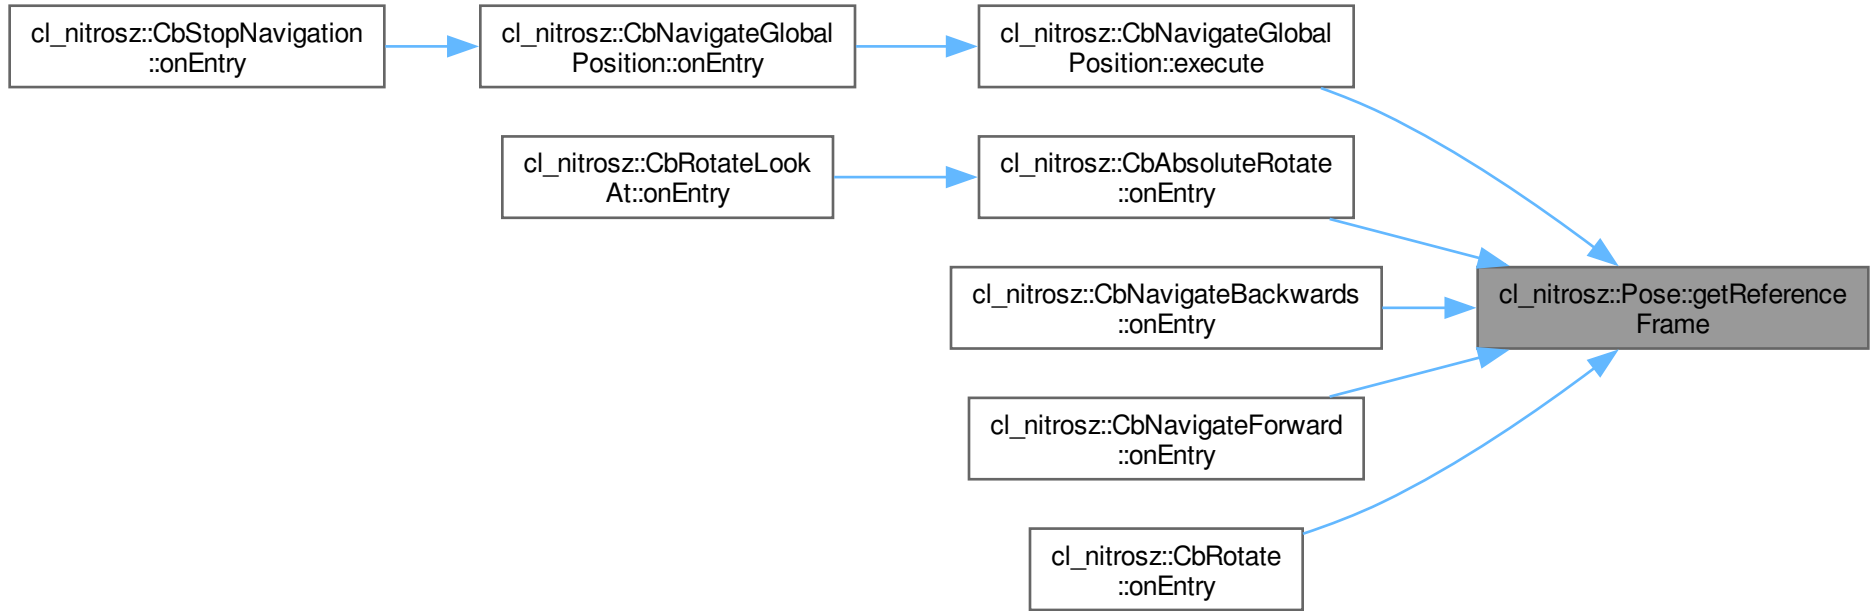 cl_nitrosz::CbStopNavigation
::onEntry
cl_nitrosz::CbNavigateGlobal
Position::onEntry
cl_nitrosz::CbNavigateGlobal
Position::execute
cl_nitrosz::CbRotateLook
At::onEntry
cl_nitrosz::CbAbsoluteRotate
::onEntry
cl_nitrosz::CbNavigateBackwards
::onEntry
cl_nitrosz::Pose::getReference
Frame
cl_nitrosz::CbNavigateForward
::onEntry
cl_nitrosz::CbRotate
::onEntry